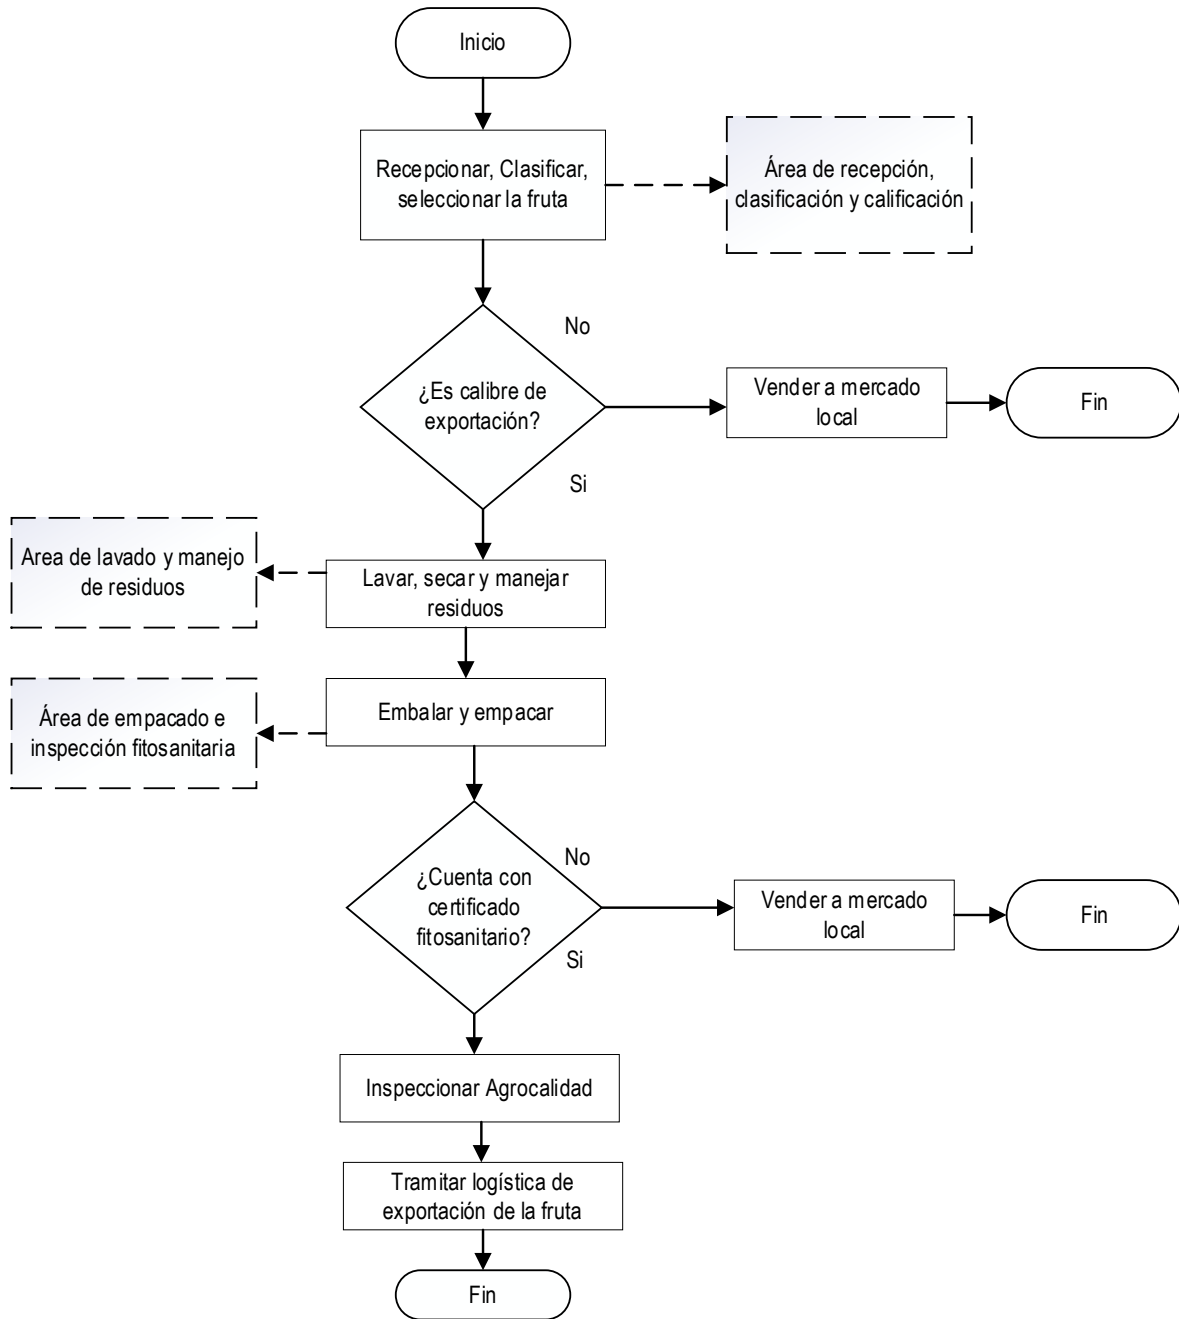 Inicio
Recepcionar, Clasificar,
seleccionar la fruta
Área de recepción,
clasificación y calificación
No
¿Es calibre de
exportación?
Vender a mercado
local
Fin
Si
Area de lavado y manejo
de residuos
Lavar, secar y manejar
residuos
Área de empacado e
inspección fitosanitaria
Embalar y empacar
No
¿Cuenta con
certificado
fitosanitario?
Vender a mercado
local
Fin
Si
Inspeccionar Agrocalidad
Tramitar logística de
exportación de la fruta
Fin